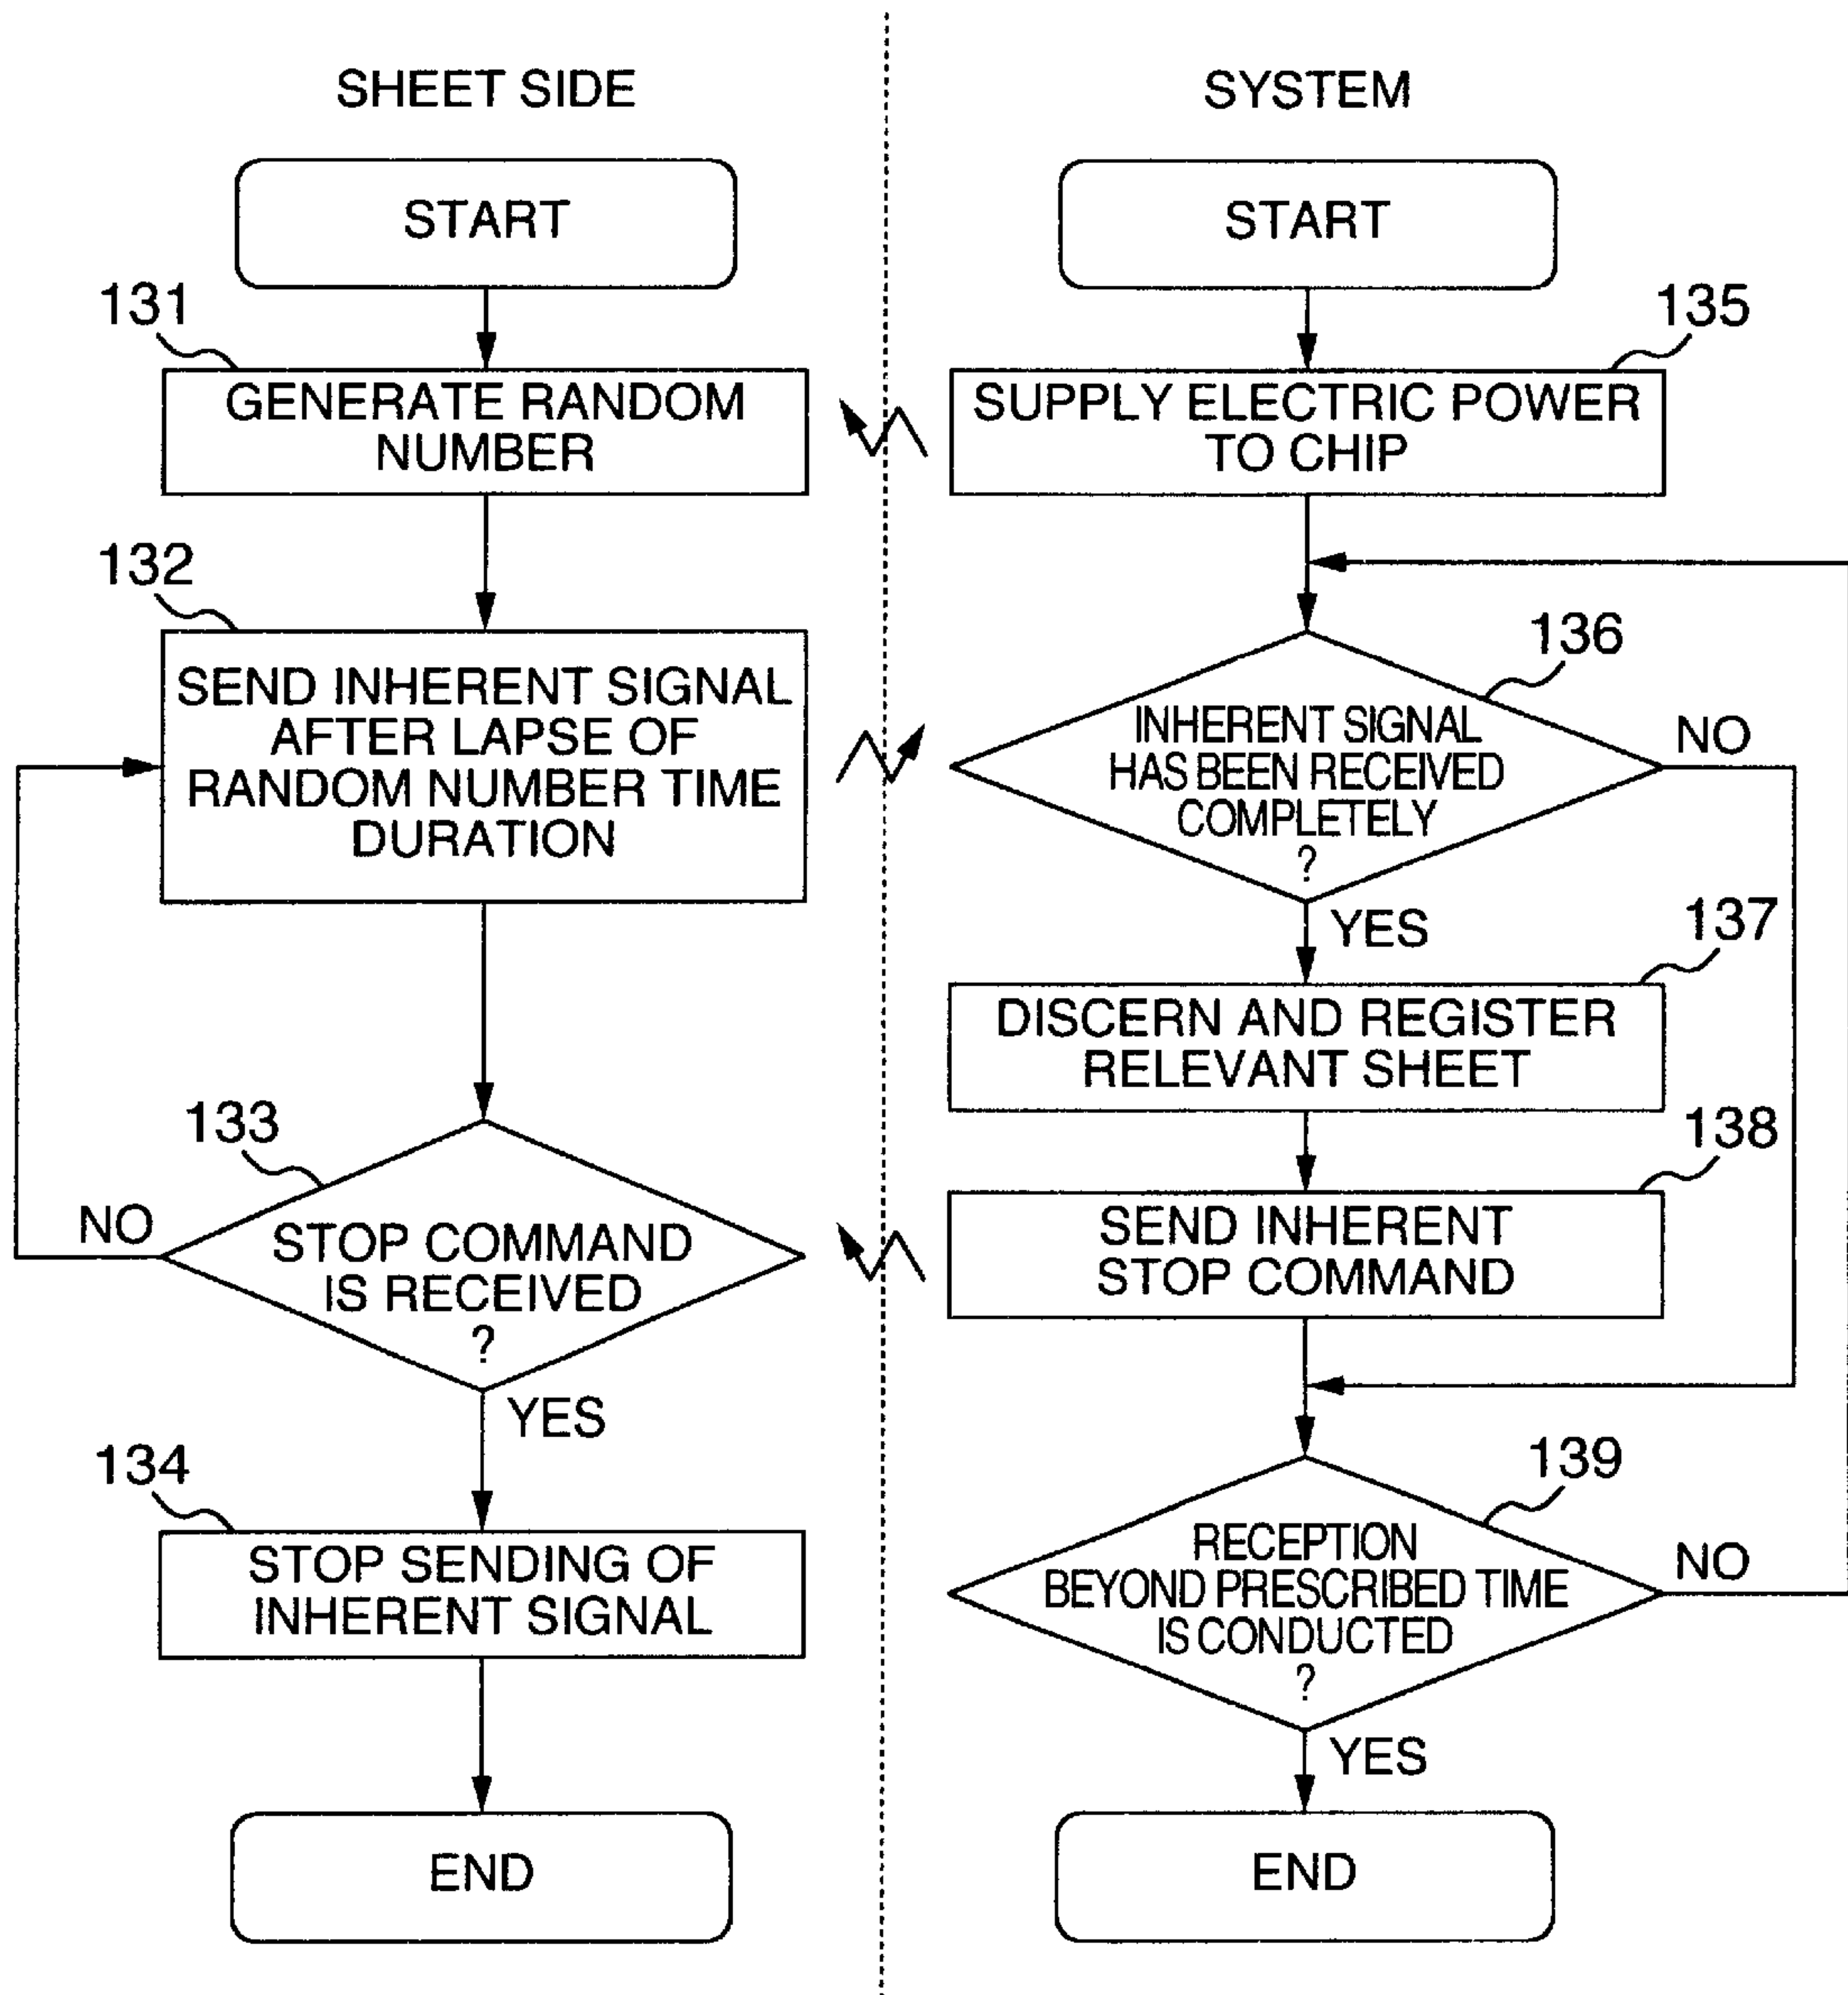 SHEET SIDE
START
131
GENERATE RANDOM
NUMBER
132
SEND INHERENT SIGNAL
AFTER LAPSE OF
RANDOM NUMBER TIME
DURATION
133
NO
STOP COMMAND
IS RECEIVED
?
YES
134
STOP SENDING OF
INHERENT SIGNAL
END
SYSTEM
START
135
SUPPLY ELECTRIC POWER
TO CHIP
136
INHERENT SIGNAL
HAS BEEN RECEIVED
COMPLETELY
?
NO
YES
137
DISCERN AND REGISTER
RELEVANT SHEET
138
SEND INHERENT
STOP COMMAND
139
RECEPTION
BEYOND PRESCRIBED TIME
IS CONDUCTED
?
NO
YES
END